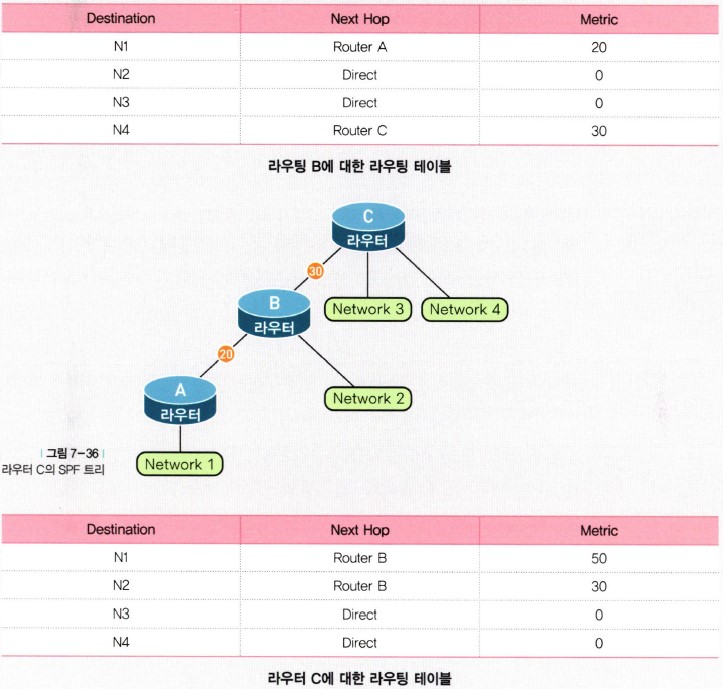 Destination Next Hop Metric
N1 Router A 20
N2 Direct 0
N3 Direct 0
N4 Router C 30
라우팅 B에 대한 라우팅 테이블
C
라우터
30
B
라우터
Network 3 Network 4
20
A
라우터
Network 2
그림 7-36
라우터 C의 SPF 트리
Network 1
Destination Next Hop Metric
N1 Router B 50
N2 Router B 30
N3 Direct 0
N4 Direct 0
라우터 C에 대한 라우팅 테이블